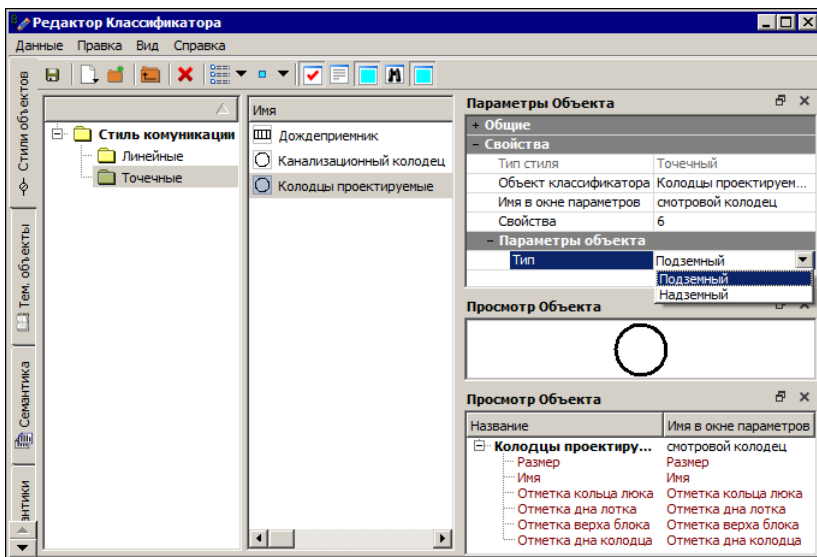 Редактор Классификатора
Данные Правка Вид Справка
Стили объектов
Тем. объекты
Семантика
Стиль комуникации
Линейные
Точечные
Имя
Дождеприемник
Канализационный колодец
Колодцы проектируемые
Параметры Объекта
+ Общие
- Свойства
Тип стиля Точечный
Объект классификатора Колодцы проектируем...
Имя в окне параметров смотровой колодец
Свойства 6
- Параметры объекта
Тип Подземный
Подземный
Надземный
Просмотр Объекта
Просмотр Объекта
Название Имя в окне параметров
Колодцы проектиру... смотровой колодец
Размер Размер
Имя Имя
Отметка кольца люка Отметка кольца люка
Отметка дна лотка Отметка дна лотка
Отметка верха блока Отметка верха блока
Отметка дна колодца Отметка дна колодца